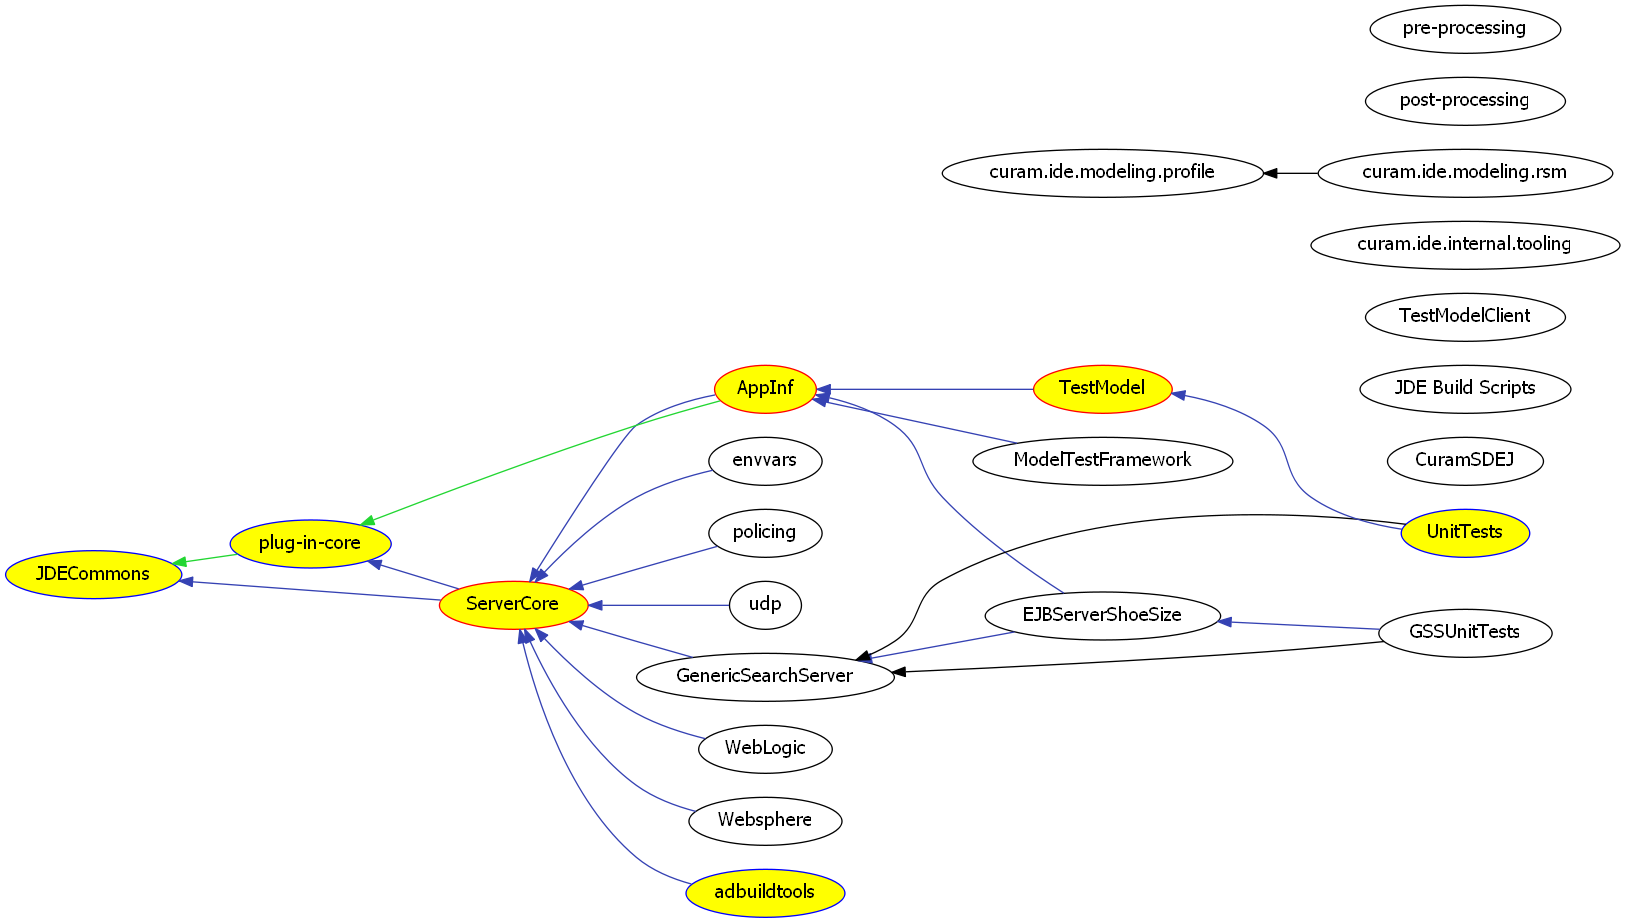 pre-processing
post-processing
curam.ide.modeling.profile
curam.ide.modeling.rsm
curam.ide.internal.tooling
TestModelClient
AppInf
TestModel
JDE Build Scripts
envvars
ModelTestFramework
CuramSDEJ
plug-in-core
policing
UnitTests
JDECommons
ServerCore
udp
EJBServerShoeSize
GSSUnitTests
GenericSearchServer
WebLogic
Websphere
adbuildtools